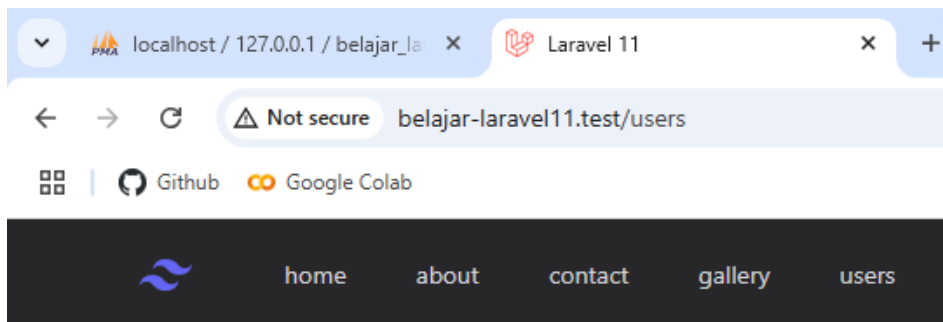 PMA localhost / 127.0.0.1 / belajar_la Laravel 11
Not secure belajar-laravel11.test/users
Github Google Colab
home about contact gallery users